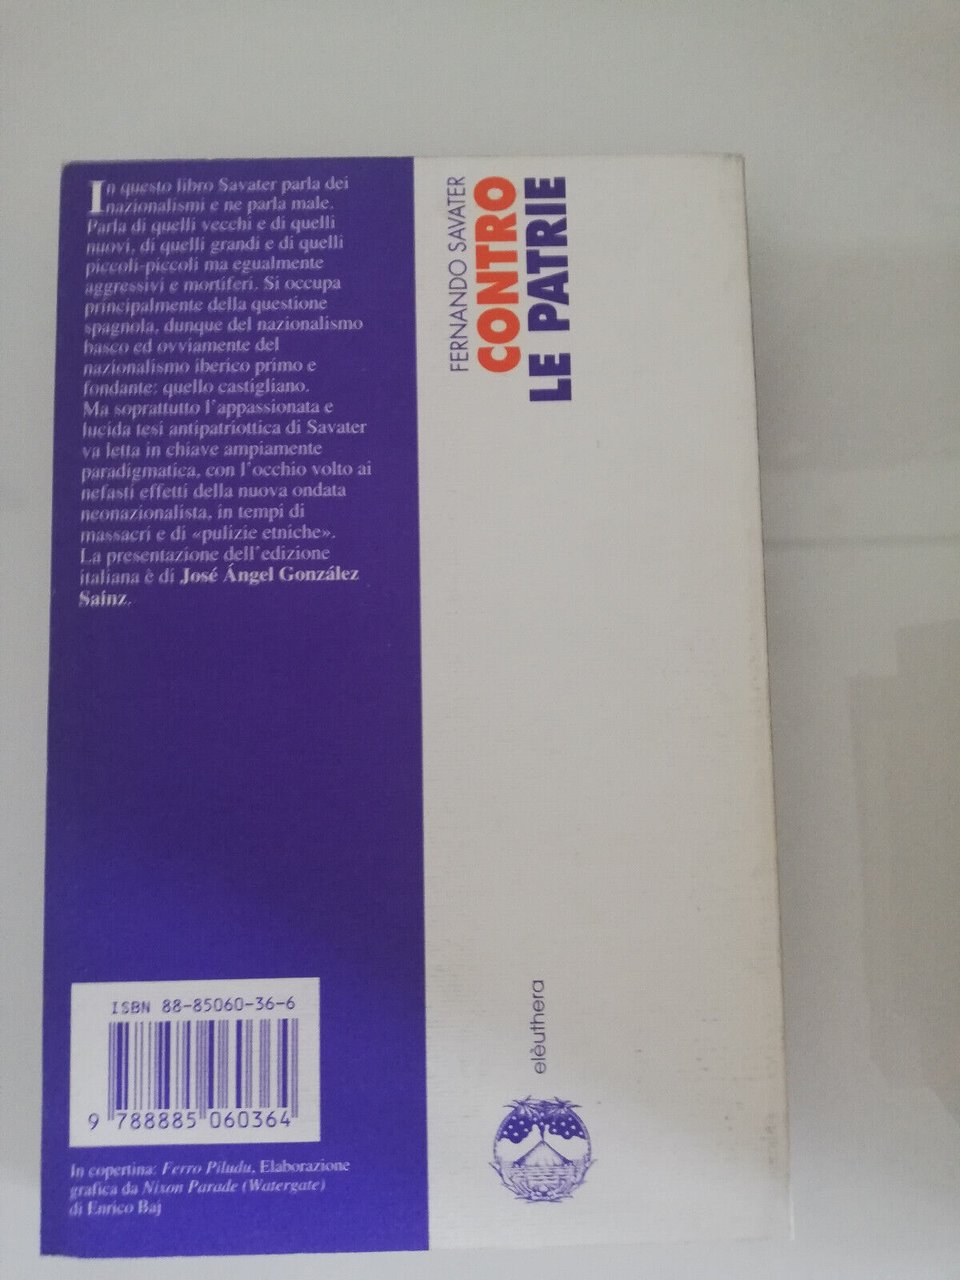 In questo libro Savater parla dei
nazionalismi e ne parla male.
Parla di quelli vecchi e di quelli
nuovi, di quelli grandi e di quelli
piccoli-piccoli ma egualmente
aggressivi e mortiferi. Si occupa
principalmente della questione
spagnola, dunque del nazionalismo
basco ed ovviamente del
nazionalismo iberico primo e
fondante: quello castigliano.
Ma soprattutto l'appassionata e
lucida tesi antipatriottica di Savater
va letta in chiave ampiamente
paradigmatica, con l'occhio volto ai
nefasti effetti della nuova ondata
neonazionalista, in tempi di
massacri e di «pulizie etniche».
La presentazione dell'edizione
italiana è di José Ángel González
Saínz.
ISBN 88-85060-36-6
9 788885 060364
In copertina: Ferro Piludu, Elaborazione
grafica da Nixon Parade (Watergate)
di Enrico Baj
FERNANDO SAVATER
CONTRO
LE PATRIE
elèuthera